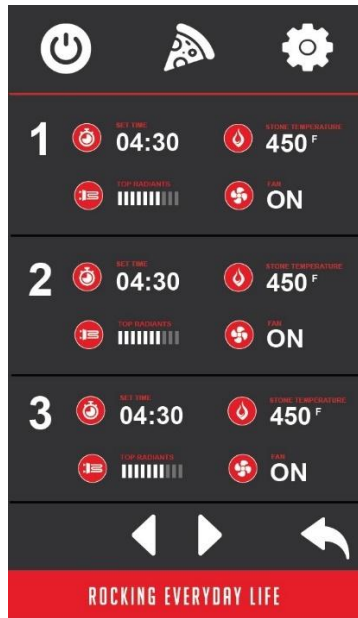 1
SET TIME
04:30
STONE TEMPERATURE
450 F
TOP RADIANTS
FAN
ON
2
SET TIME
04:30
STONE TEMPERATURE
450 F
TOP RADIANTS
FAN
ON
3
SET TIME
04:30
STONE TEMPERATURE
450 F
TOP RADIANTS
FAN
ON
ROCKING EVERYDAY LIFE